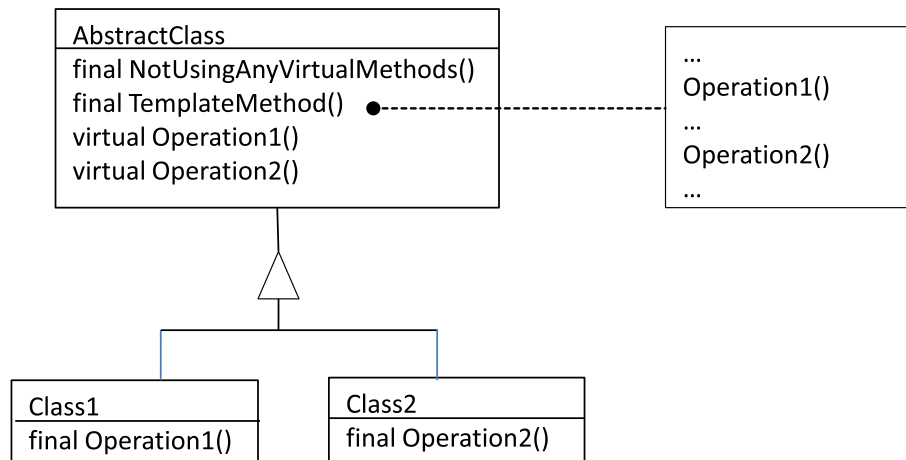 AbstractClass
final NotUsingAnyVirtualMethods()
final TemplateMethod()
virtual Operation1()
virtual Operation2()
...
Operation1()
...
Operation2()
...
Class1
final Operation1()
Class2
final Operation2()